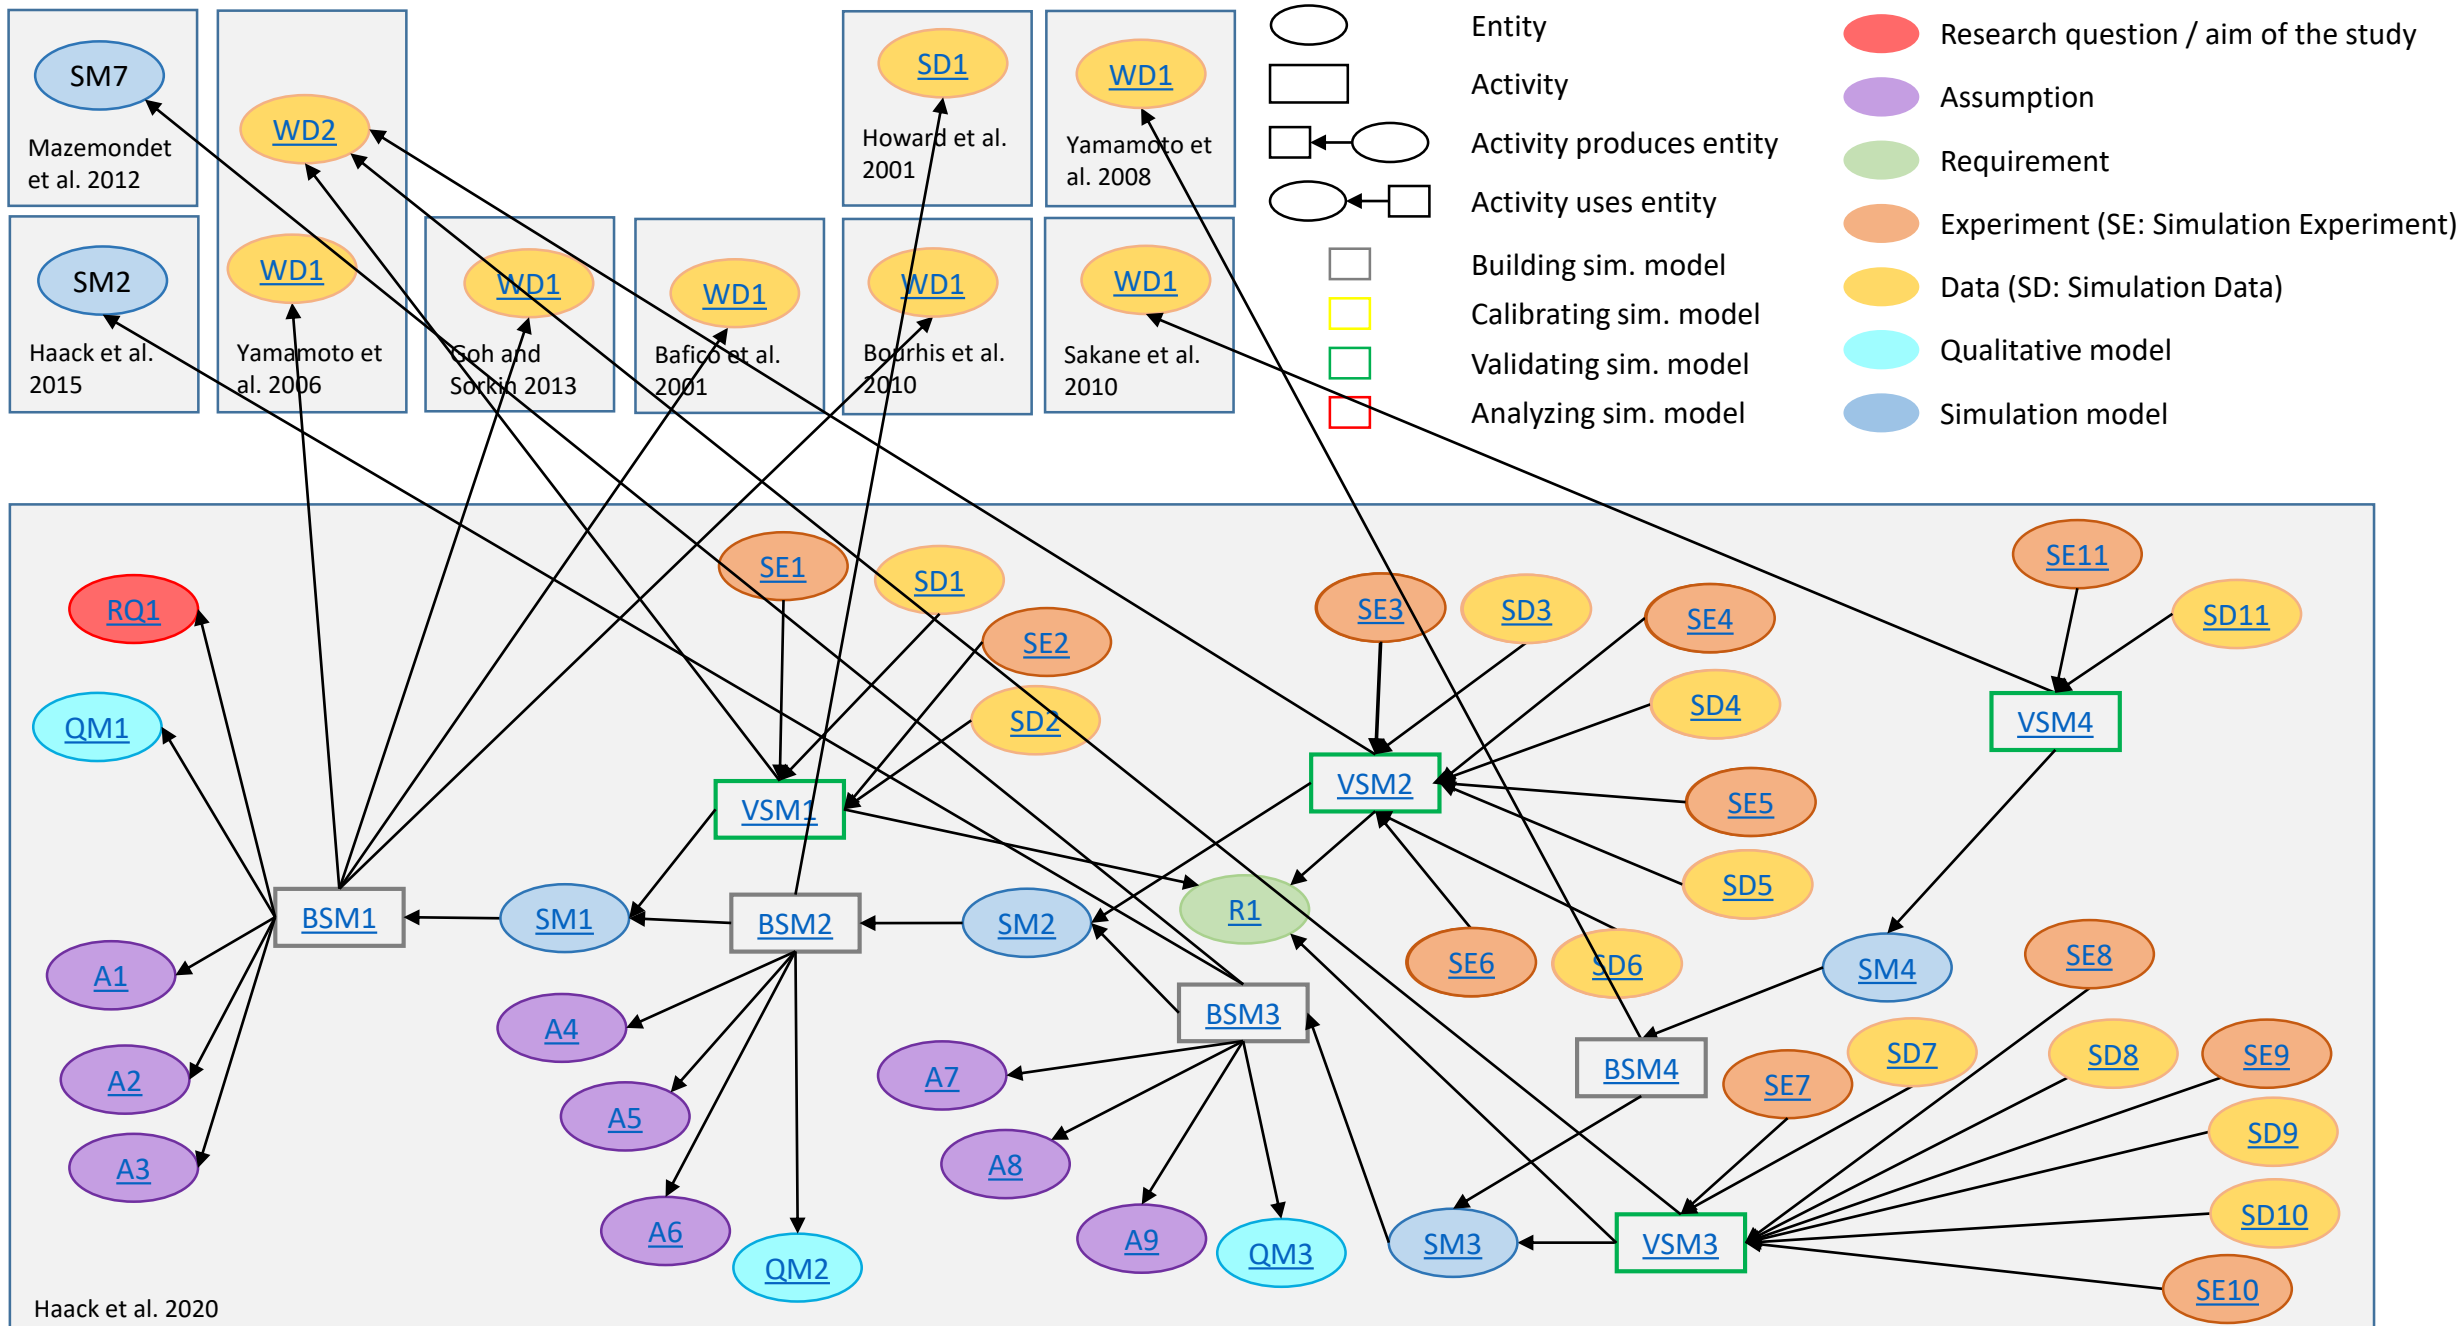 SM7
Mazemondet
et al. 2012
WD2
SD1
Howard et al.
2001
WD1
Yamamoto et
al. 2008
SM2
Haack et al.
2015
WD1
Yamamoto et
al. 2006
WD1
Goh and
Sorkin 2013
WD1
Bafico et al.
2001
WD1
Bourhis et al.
2010
WD1
Sakane et al.
2010
Entity
Activity
Activity produces entity
Activity uses entity
Building sim. model
Calibrating sim. model
Validating sim. model
Analyzing sim. model
Research question / aim of the study
Assumption
Requirement
Experiment (SE: Simulation Experiment)
Data (SD: Simulation Data)
Qualitative model
Simulation model
RQ1
QM1
SE1
SD1
SE2
SD2
VSM1
SE3
SD3
SE4
SD4
VSM2
SE5
SD5
SE11
SD11
VSM4
BSM1
SM1
BSM2
SM2
R1
SE6
SD6
SM4
SE8
A1
A2
A3
A4
A5
A6
QM2
BSM3
A7
A8
A9
QM3
BSM4
SE7
SD7
SD8
SE9
SD9
SD10
SE10
SM3
VSM3
Haack et al. 2020